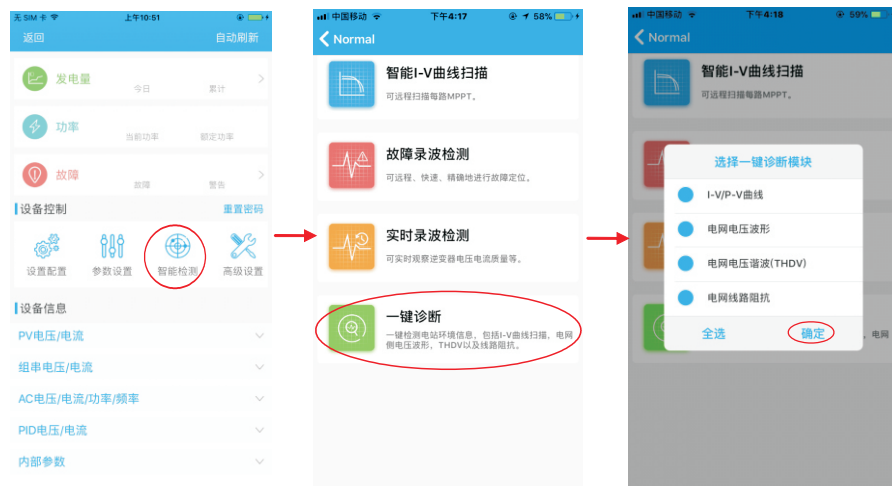 无 SIM 卡 上午10:51
返回 自动刷新
发电量 今日 累计
功率 当前功率 额定功率
故障 故障 警告
设备控制 重置密码
设置配置 参数设置 智能检测 高级设置
设备信息
PV电压/电流
组串电压/电流
AC电压/电流/功率/频率
PID电压/电流
内部参数
中国移动 下午4:17 58%
Normal
智能I-V曲线扫描
可远程扫描每路MPPT。
故障录波检测
可远程、快速、精确地进行故障定位。
实时录波检测
可实时观察逆变器电压电流质量等。
一键诊断
一键检测电站环境信息，包括I-V曲线扫描、电网
侧电压波形，THDV以及线路阻抗。
中国移动 下午4:18 59%
Normal
智能I-V曲线扫描
可远程扫描每路MPPT。
选择一键诊断模块
I-V/P-V曲线
电网电压波形
电网电压谐波(THDV)
电网线路阻抗
全选 确定
、电网